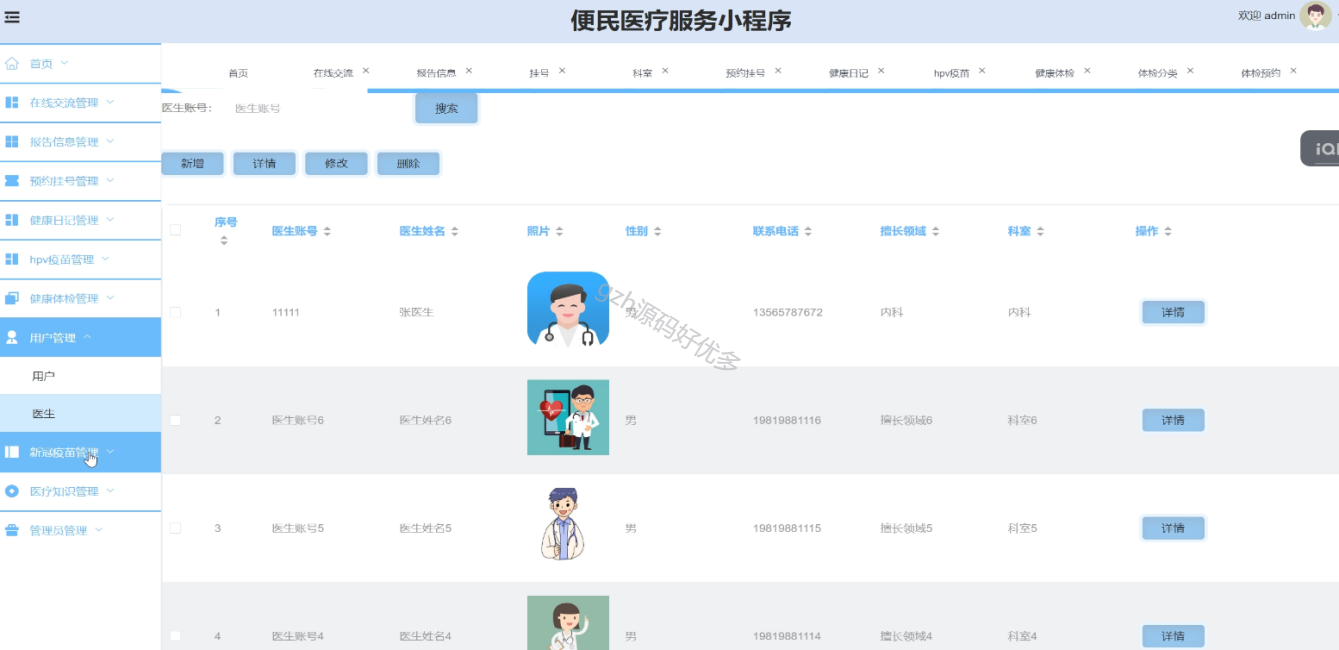 便民医疗服务小程序
欢迎 admin
首页
在线交流管理
报告信息管理
预约挂号管理
健康日记管理
hpv疫苗管理
健康体检管理
用户管理
用户
医生
新冠疫苗管理
医疗知识管理
管理员管理
首页 在线交流 × 报告信息 × 挂号 × 科室 × 预约挂号 × 健康日记 × hpv疫苗 × 健康体检 × 体检分类 × 体检预约 ×
医生账号： 医生账号 搜索
新增 详情 修改 删除
序号 医生账号 医生姓名 照片 性别 联系电话 擅长领域 科室 操作
1 11111 张医生 男 13565787672 内科 内科 详情
2 医生账号6 医生姓名6 男 19819881116 擅长领域6 科室6 详情
3 医生账号5 医生姓名5 男 19819881115 擅长领域5 科室5 详情
4 医生账号4 医生姓名4 男 19819881114 擅长领域4 科室4 详情
gzh源码好优多